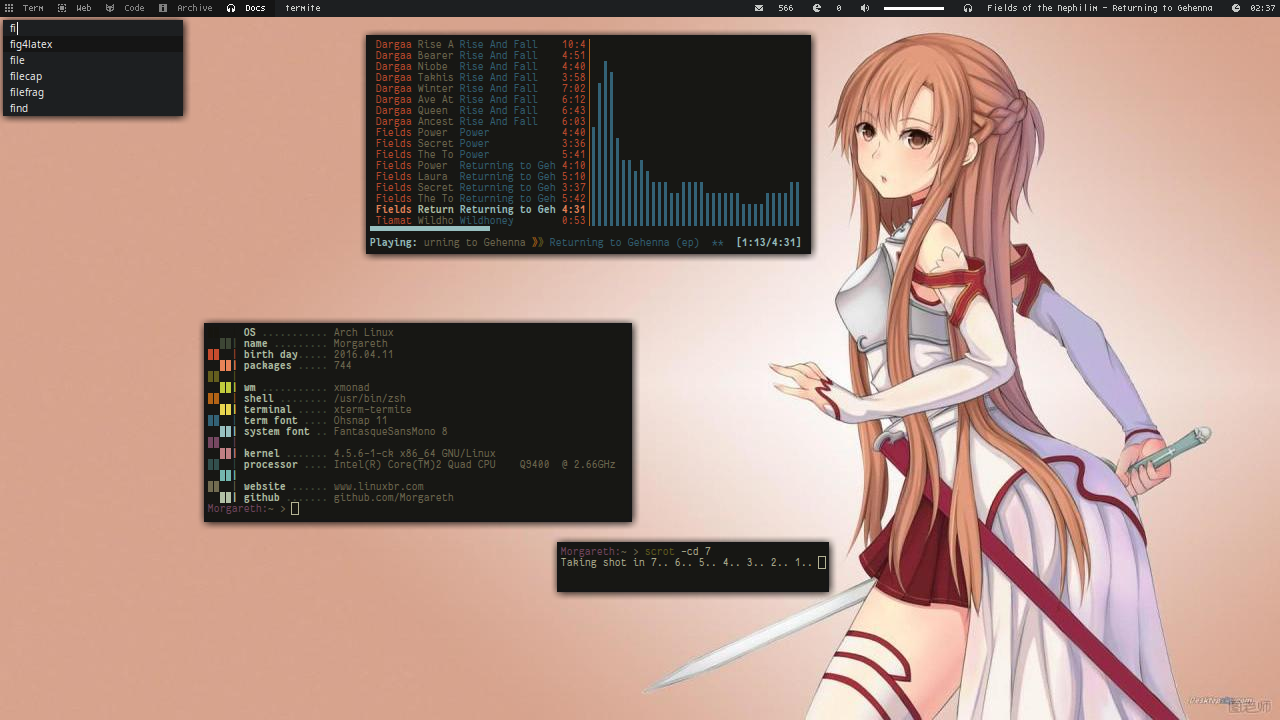 Term Web Code Archive Docs termite 566 0 Fields of the Nephilim - Returning to Gehenna 02:37
fi
fig4latex
file
filecap
filefrag
find
Dargaa Rise A Rise And Fall 10:4
Dargaa Bearer Rise And Fall 4:51
Dargaa Niobe Rise And Fall 4:40
Dargaa Takhis Rise And Fall 3:58
Dargaa Winter Rise And Fall 7:02
Dargaa Ave At Rise And Fall 6:12
Dargaa Queen Rise And Fall 6:43
Dargaa Ancest Rise And Fall 6:03
Fields Power Power 4:40
Fields Secret Power 3:36
Fields The To Power 5:41
Fields Power Returning to Geh 4:10
Fields Laura Returning to Geh 5:10
Fields Secret Returning to Geh 3:37
Fields The To Returning to Geh 5:42
Fields Return Returning to Geh 4:31
Tiamat Wildho Wildhoney 0:53
Playing: urning to Gehenna ⟫⟫ Returning to Gehenna (ep) ** [1:13/4:31]
OS ........... Arch Linux
name ......... Morgareth
birth day..... 2016.04.11
packages ..... 744
wm ........... xmonad
shell ........ /usr/bin/zsh
terminal ..... xterm-termite
term font .... Ohsnap 11
system font .. FantasqueSansMono 8
kernel ....... 4.5.6-1-ck x86_64 GNU/Linux
processor .... Intel(R) Core(TM)2 Quad CPU Q9400 @ 2.66GHz
website ...... www.linuxbr.com
github ....... github.com/Morgareth
Morgareth:~ >
Morgareth:~ > scrot -cd 7
Taking shot in 7.. 6.. 5.. 4.. 3.. 2.. 1..